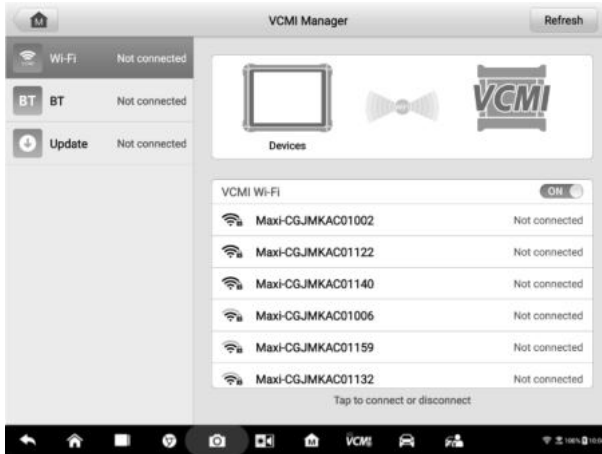 VCMI Manager
Refresh
Wi-Fi Not connected
BT BT Not connected
Update Not connected
VCMI
Devices
VCMI Wi-Fi ON
Maxi-CGJMKAC01002 Not connected
Maxi-CGJMKAC01122 Not connected
Maxi-CGJMKAC01140 Not connected
Maxi-CGJMKAC01006 Not connected
Maxi-CGJMKAC01159 Not connected
Maxi-CGJMKAC01132 Not connected
Tap to connect or disconnect
M VCMI 100%